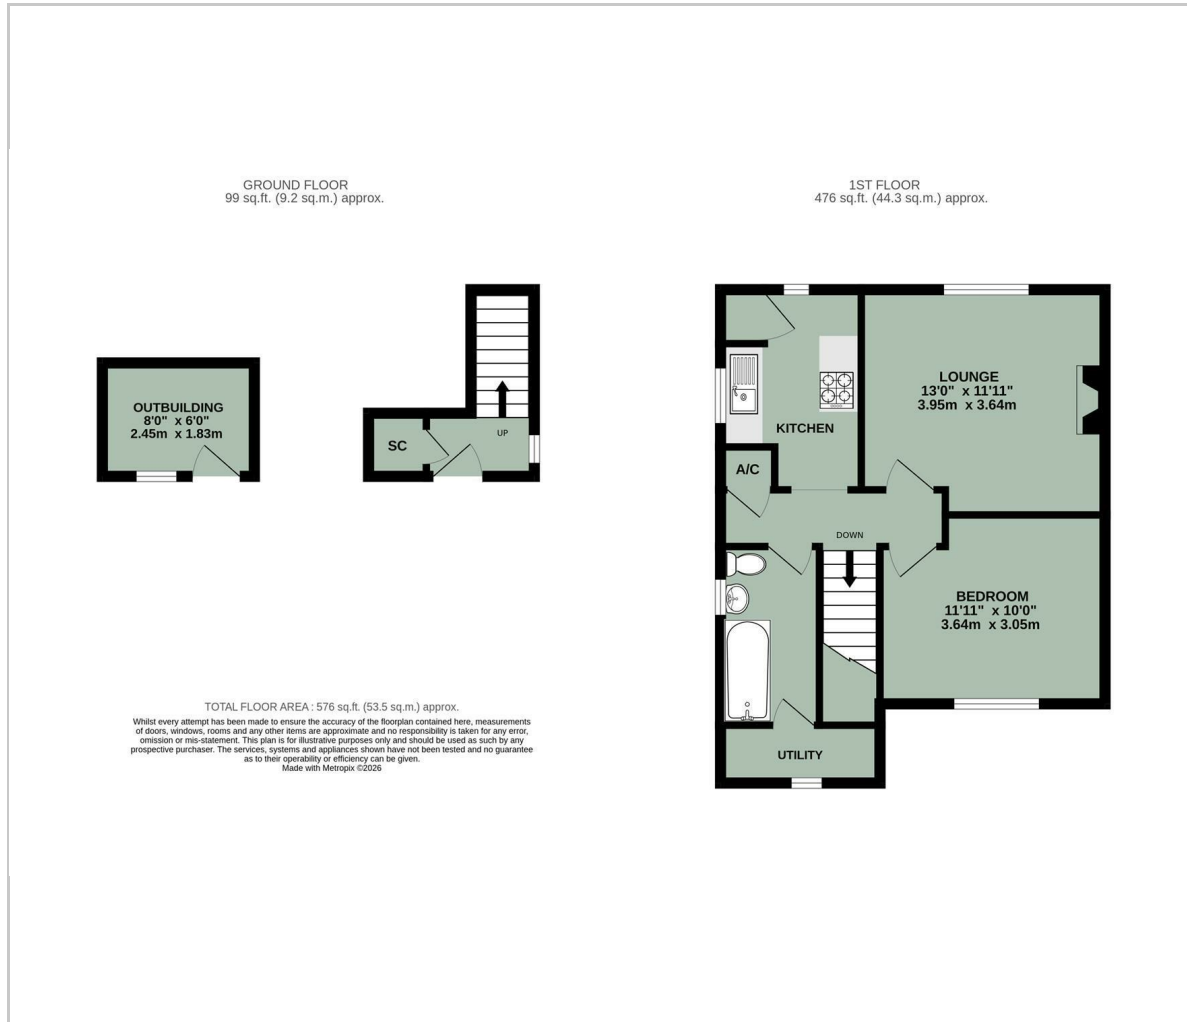 GROUND FLOOR
99 sq.ft. (9.2 sq.m.) approx.
1ST FLOOR
476 sq.ft. (44.3 sq.m.) approx.
OUTBUILDING
8'0" x 6'0"
2.45m x 1.83m
SC
UP
LOUNGE
13'0" x 11'11"
3.95m x 3.64m
KITCHEN
A/C
DOWN
BEDROOM
11'11" x 10'0"
3.64m x 3.05m
UTILITY
TOTAL FLOOR AREA : 576 sq.ft. (53.5 sq.m.) approx.
Whilst every attempt has been made to ensure the accuracy of the floorplan contained here, measurements
of doors, windows, rooms and any other items are approximate and no responsibility is taken for any error,
omission or mis-statement. This plan is for illustrative purposes only and should be used as such by any
prospective purchaser. The services, systems and appliances shown have not been tested and no guarantee
as to their operability or efficiency can be given.
Made with Metropix ©2026